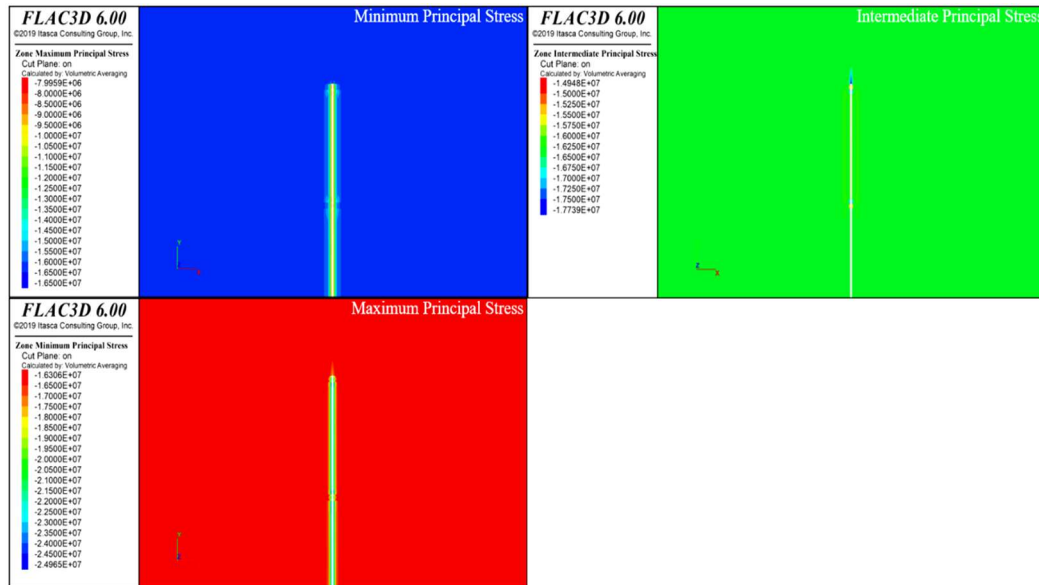 FLAC3D 6.00
©2019 Itasca Consulting Group, Inc.
Zone Maximum Principal Stress
Cut Plane: on
Calculated by: Volumetric Averaging
-7.9959E+06
-8.0000E+06
-8.5000E+06
-9.0000E+06
-9.5000E+06
-1.0000E+07
-1.0500E+07
-1.1000E+07
-1.1500E+07
-1.2000E+07
-1.2500E+07
-1.3000E+07
-1.3500E+07
-1.4000E+07
-1.4500E+07
-1.5000E+07
-1.5500E+07
-1.6000E+07
-1.6500E+07
-1.6500E+07
Minimum Principal Stress
Y
X
FLAC3D 6.00
©2019 Itasca Consulting Group, Inc.
Zone Intermediate Principal Stress
Cut Plane: on
Calculated by: Volumetric Averaging
-1.4948E+07
-1.5000E+07
-1.5250E+07
-1.5500E+07
-1.5750E+07
-1.6000E+07
-1.6250E+07
-1.6500E+07
-1.6750E+07
-1.7000E+07
-1.7250E+07
-1.7500E+07
-1.7739E+07
Intermediate Principal Stress
Z
X
FLAC3D 6.00
©2019 Itasca Consulting Group, Inc.
Zone Minimum Principal Stress
Cut Plane: on
Calculated by: Volumetric Averaging
-1.6306E+07
-1.6500E+07
-1.7000E+07
-1.7500E+07
-1.8000E+07
-1.8500E+07
-1.9000E+07
-1.9500E+07
-2.0000E+07
-2.0500E+07
-2.1000E+07
-2.1500E+07
-2.2000E+07
-2.2500E+07
-2.3000E+07
-2.3500E+07
-2.4000E+07
-2.4500E+07
-2.4965E+07
Maximum Principal Stress
Y
Z